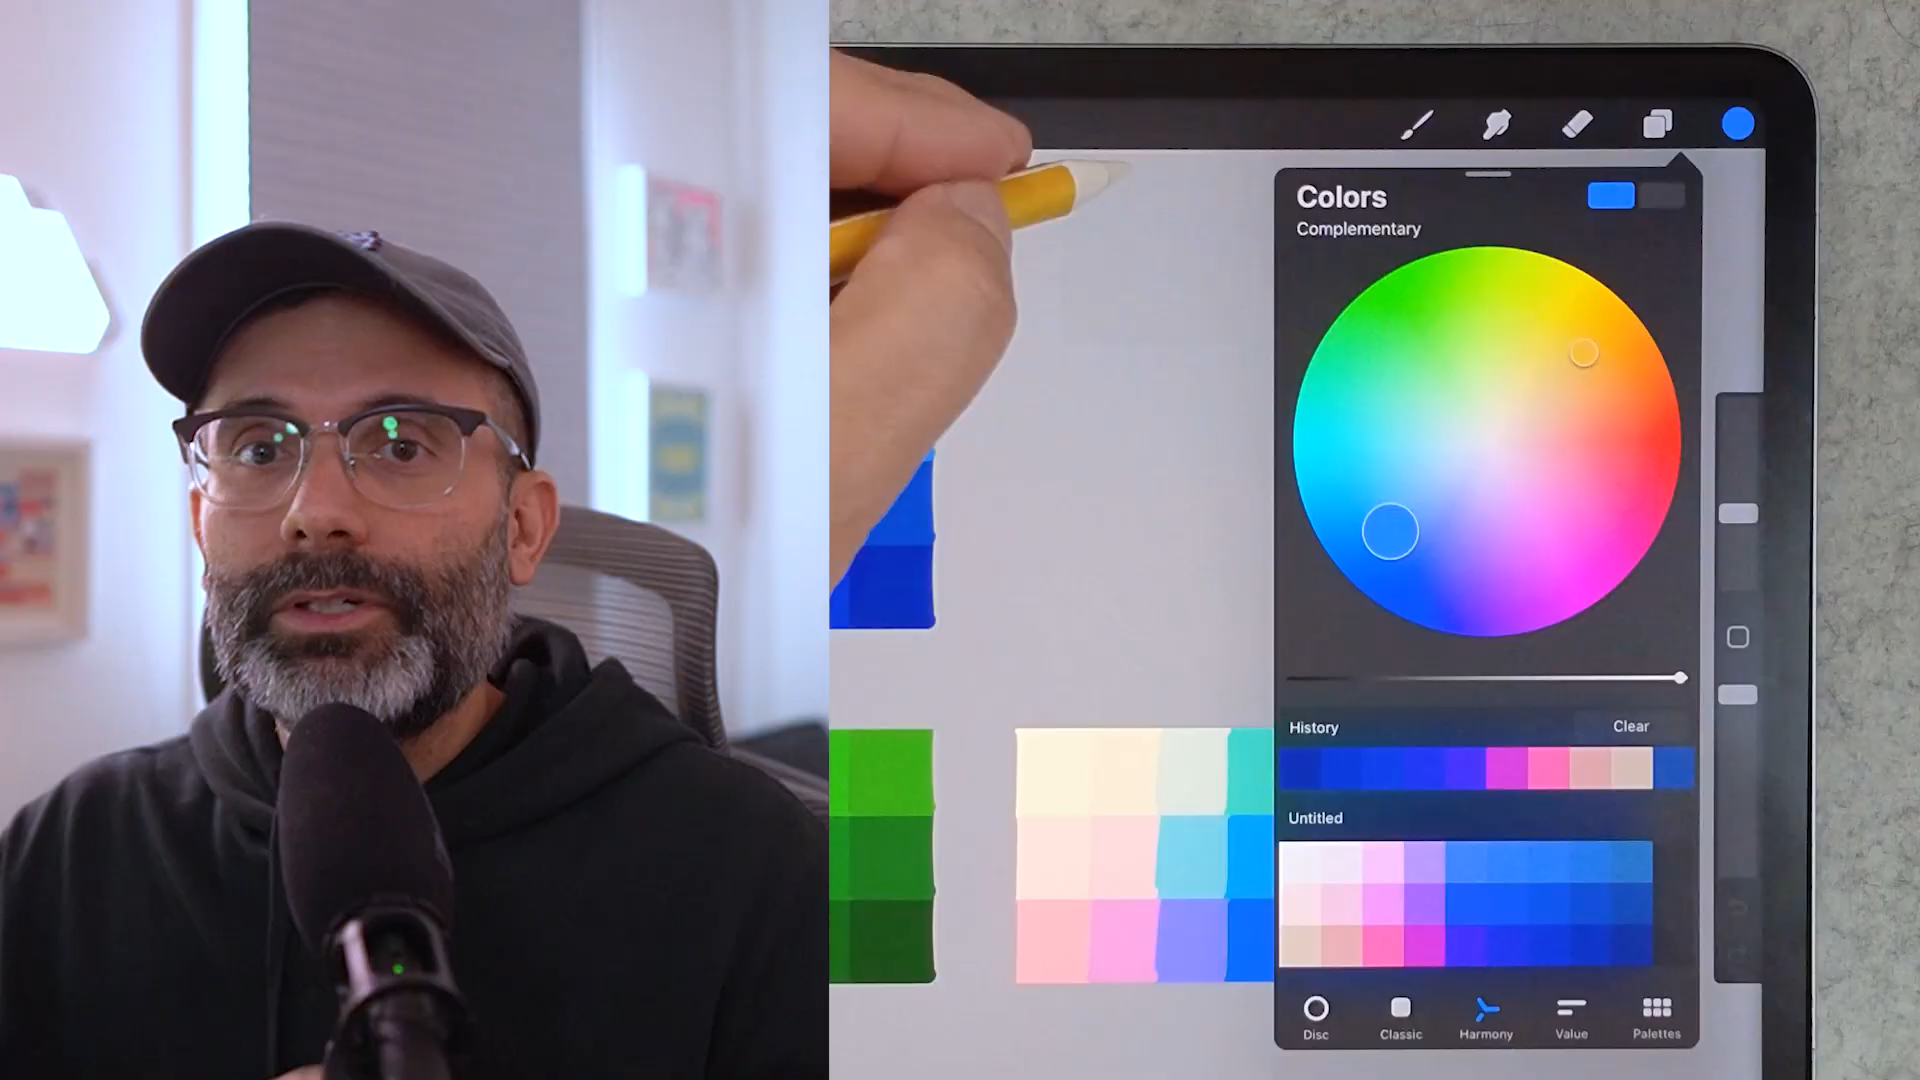 Colors
Complementary
History
Clear
Untitled
Disc
Classic
Harmony
Value
Palettes